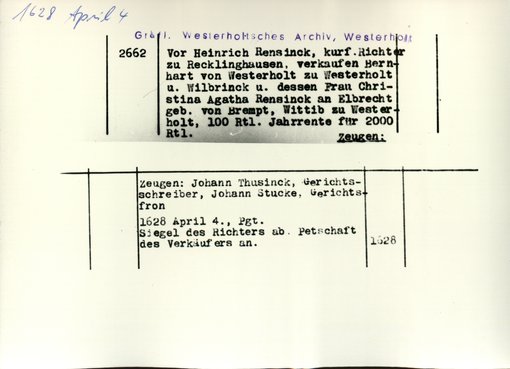 1628 April 4
Gräfl. Westerholtsches Archiv, Westerholt
2662
Vor Heinrich Rensinck, kurf.Richter
zu Recklinghausen, verkaufen Bern-
hart von Westerholt zu Westerholt
u. Wilbrinck u. dessen Frau Chri-
stina Agatha Rensinck an Elbrecht
geb. von Brempt, Wittib zu Wester-
holt, 100 Rtl. Jahrrente für 2000
Rtl.
Zeugen:
Zeugen: Johann Thusinck, Gerichts-
schreiber, Johann Stucke, Gerichts-
fron
1628 April 4., Pgt.
Siegel des Richters ab. Petschaft
des Verkäufers an.
1628